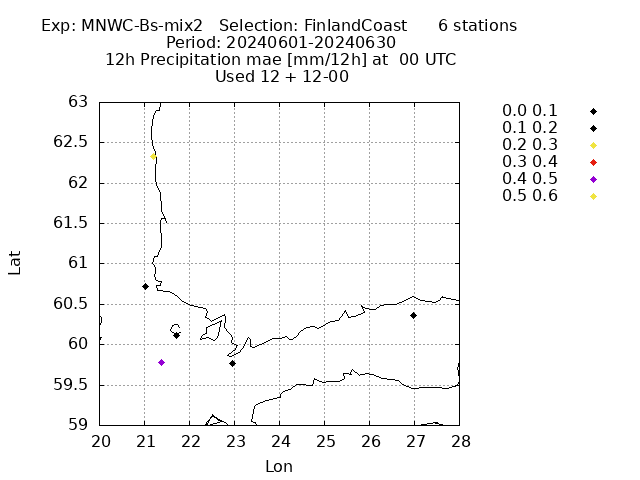 Exp: MNWC-Bs-mix2 Selection: FinlandCoast 6 stations
Period: 20240601-20240630
12h Precipitation mae [mm/12h] at 00 UTC
Used 12 + 12-00
0.0 0.1
0.1 0.2
0.2 0.3
0.3 0.4
0.4 0.5
0.5 0.6
63
62.5
62
61.5
61
60.5
60
59.5
59
Lat
20 21 22 23 24 25 26 27 28
Lon